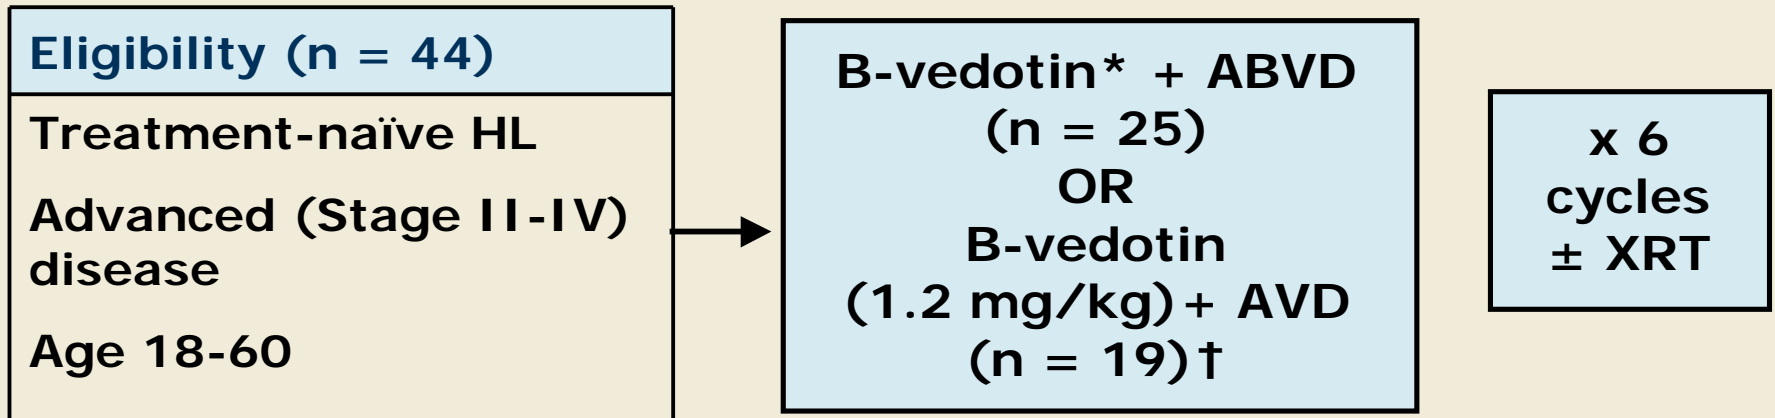 Eligibility (n = 44)
Treatment-naïve HL
Advanced (Stage II-IV)
disease
Age 18-60
B-vedotin* + ABVD
(n = 25)
OR
B-vedotin
(1.2 mg/kg) + AVD
(n = 19)†
x 6
cycles
± XRT